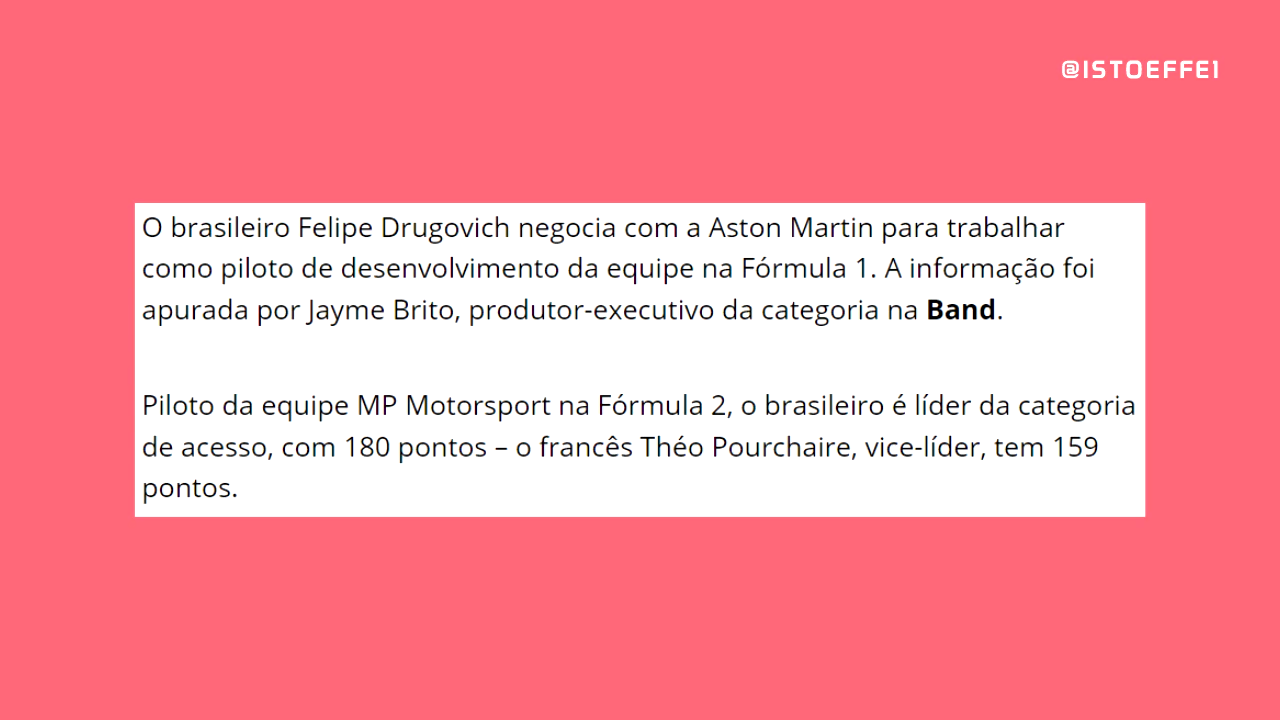 @ISTOEFFE1
O brasileiro Felipe Drugovich negocia com a Aston Martin para trabalhar
como piloto de desenvolvimento da equipe na Fórmula 1. A informação foi
apurada por Jayme Brito, produtor-executivo da categoria na Band.
Piloto da equipe MP Motorsport na Fórmula 2, o brasileiro é líder da categoria
de acesso, com 180 pontos – o francês Théo Pourchaire, vice-líder, tem 159
pontos.